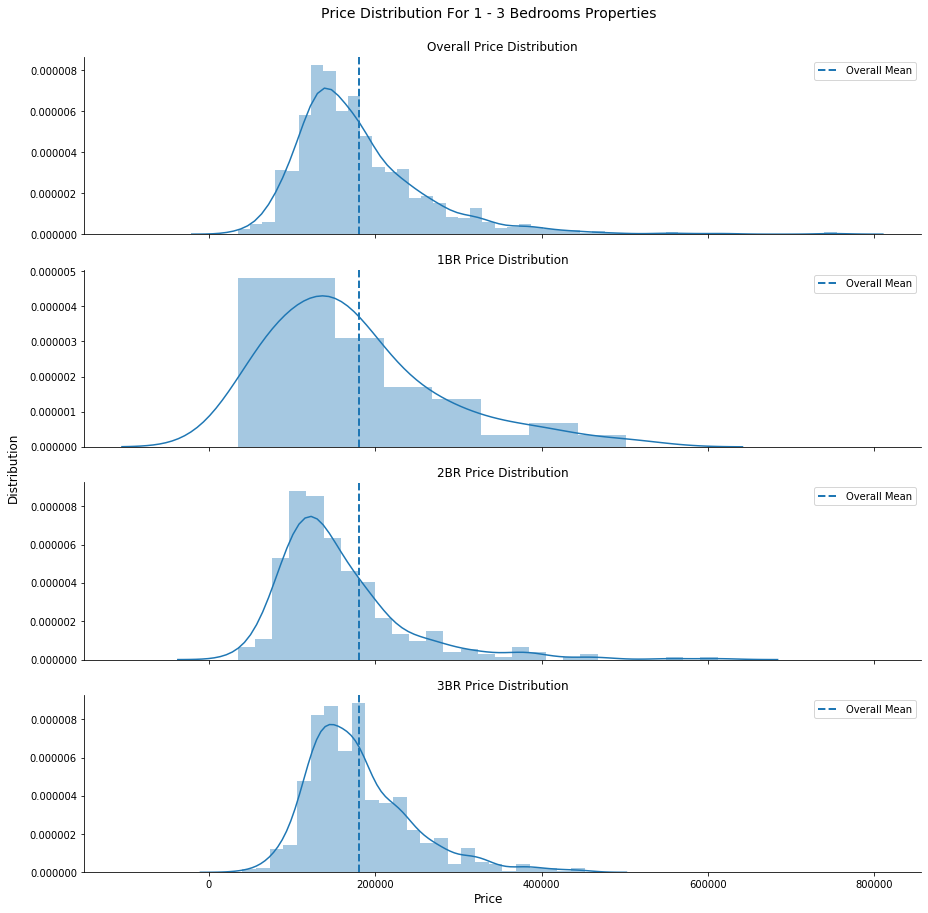 Price Distribution For 1 - 3 Bedrooms Properties
Overall Price Distribution
Overall Mean
0.000008
0.000006
0.000004
0.000002
0.000000
1BR Price Distribution
Overall Mean
0.000005
0.000004
0.000003
0.000002
0.000001
0.000000
Distribution
2BR Price Distribution
Overall Mean
0.000008
0.000006
0.000004
0.000002
0.000000
3BR Price Distribution
Overall Mean
0.000008
0.000006
0.000004
0.000002
0.000000
0 200000 400000 600000 800000
Price